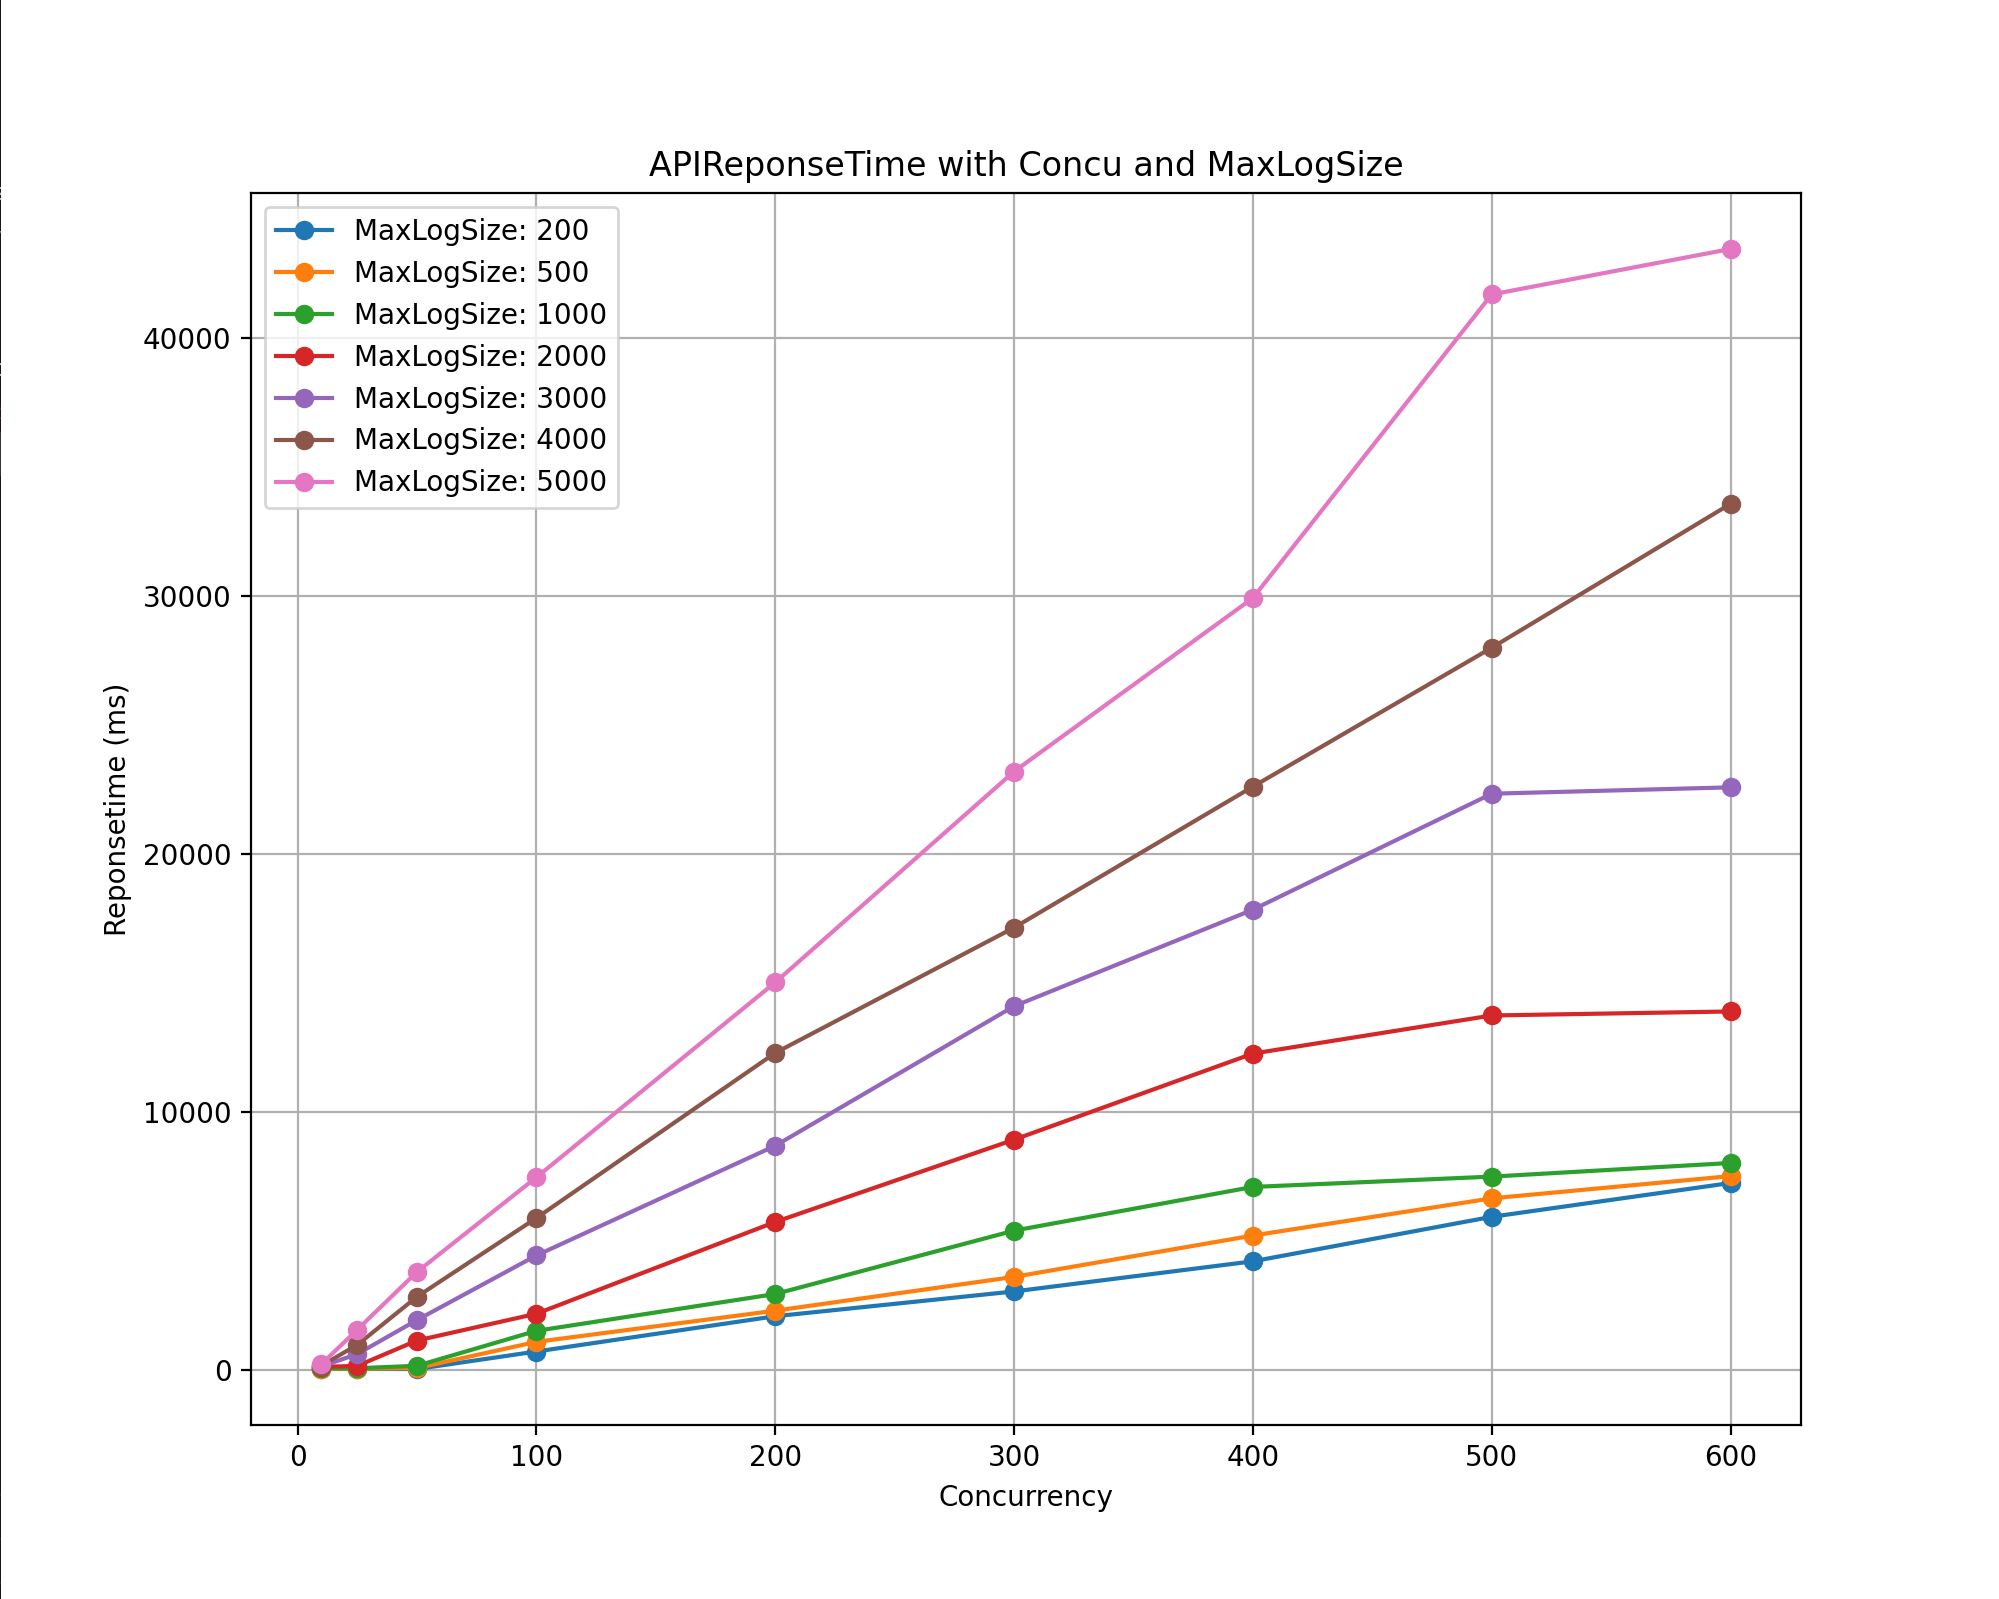 APIReponseTime with Concu and MaxLogSize
MaxLogSize: 200
MaxLogSize: 500
MaxLogSize: 1000
MaxLogSize: 2000
MaxLogSize: 3000
MaxLogSize: 4000
MaxLogSize: 5000
40000
30000
20000
10000
0
Reponsetime (ms)
0 100 200 300 400 500 600
Concurrency